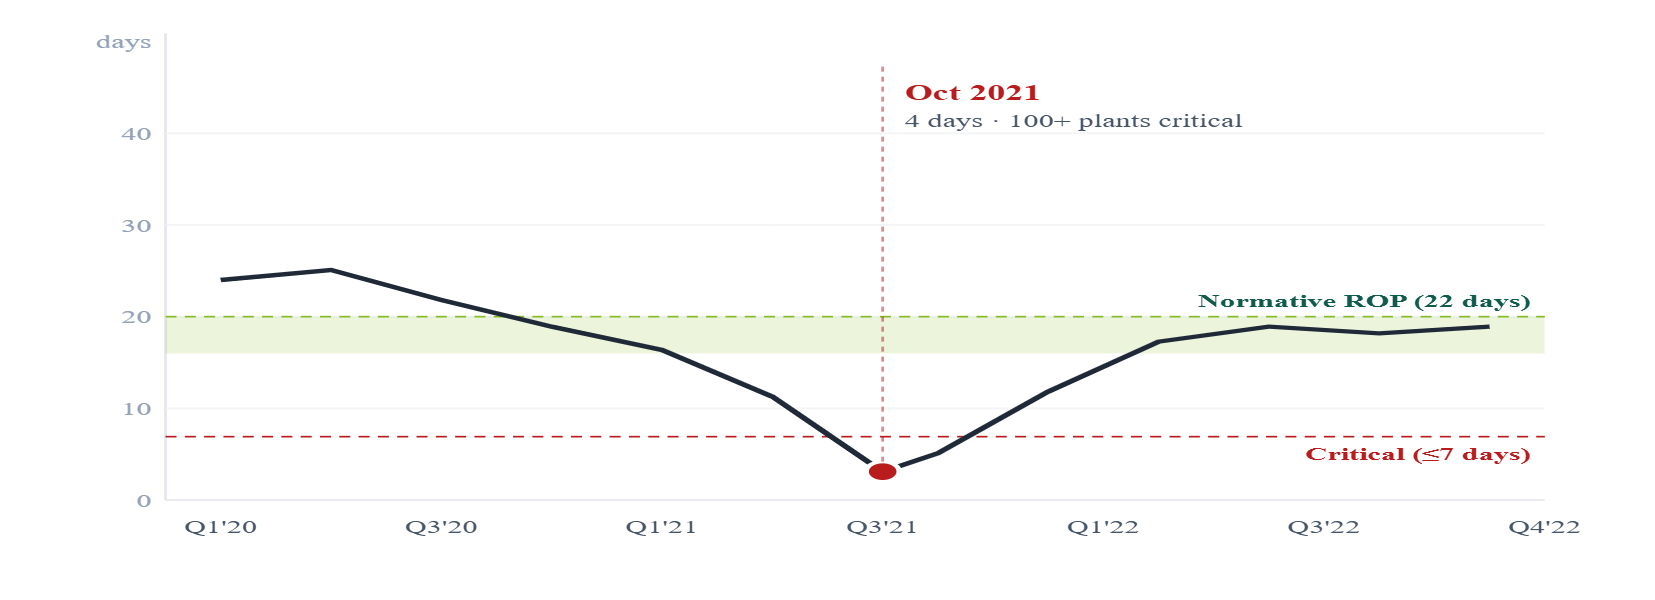 days
Oct 2021
4 days · 100+ plants critical
40
30
Normative ROP (22 days)
20
10
Critical (≤7 days)
0
Q1'20 Q3'20 Q1'21 Q3'21 Q1'22 Q3'22 Q4'22